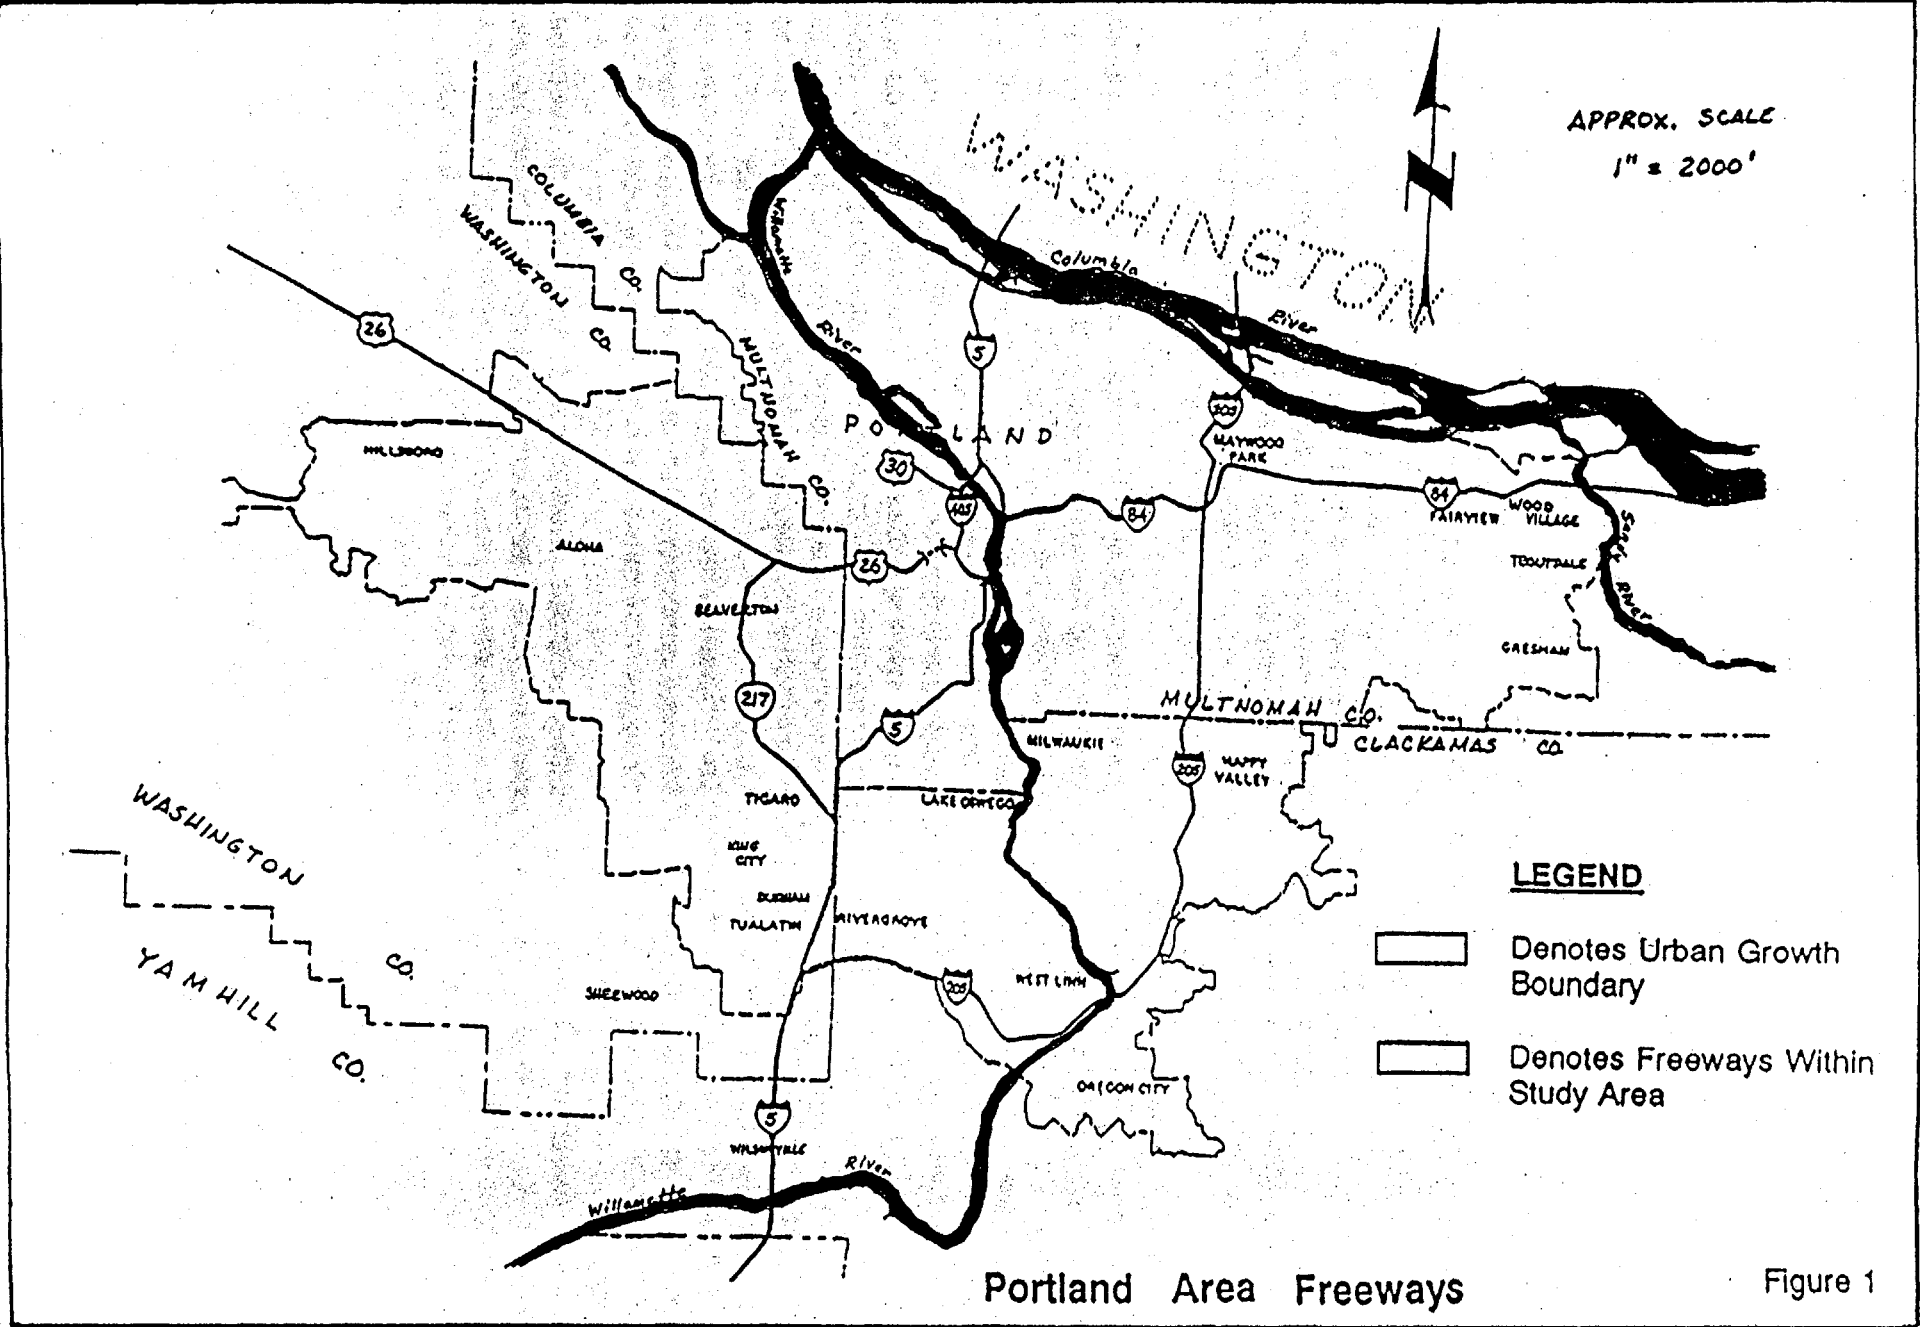 APPROX. SCALE
1" = 2000'
WASHINGTON
COLUMBIA
CO.
WASHINGTON
CO.
Willamette
River
Columbia
River
26
5
MULTNOMAH
CO.
PORTLAND
205
MAYWOOD
PARK
HILLSBORO
30
405
84
84
FAIRVIEW
WOOD
VILLAGE
Sandy
River
TROUTDALE
ALOHA
26
BEAVERTON
GRESHAM
217
5
MULTNOMAH CO.
CLACKAMAS CO.
MILWAUKIE
205
HAPPY
VALLEY
TIGARD
LAKE OSWEGO
WASHINGTON
CO.
KING
CITY
DURHAM
TUALATIN
RIVERGROVE
YAMHILL
CO.
SHERWOOD
205
WEST LINN
OREGON CITY
5
WILSONVILLE
Willamette
River
LEGEND
Denotes Urban Growth
Boundary
Denotes Freeways Within
Study Area
Portland Area Freeways
Figure 1